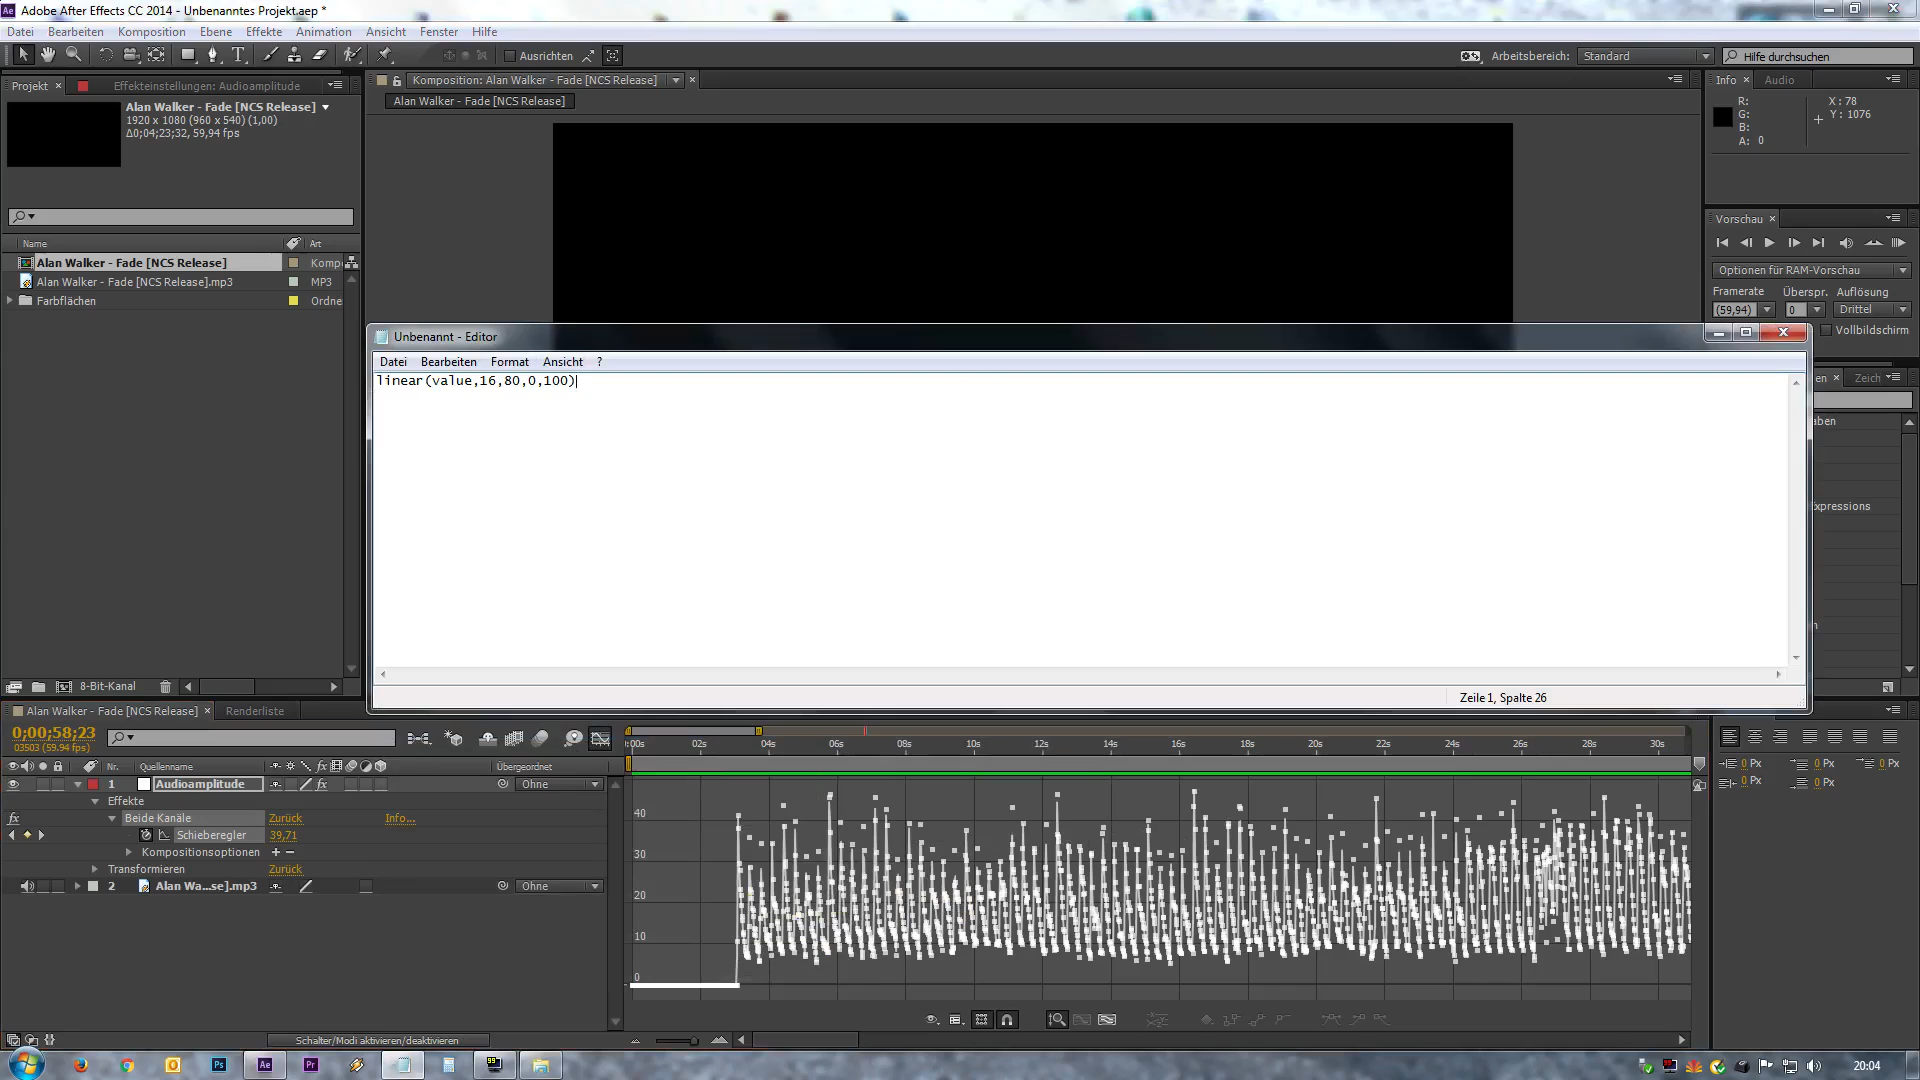 Adobe After Effects CC 2014 - Unbenanntes Projekt.aep *
Datei Bearbeiten Komposition Ebene Effekte Animation Ansicht Fenster Hilfe
Ausrichten
Arbeitsbereich: Standard
Hilfe durchsuchen
Projekt
Effekteinstellungen: Audioamplitude
Alan Walker - Fade [NCS Release]
1920 x 1080 (960 x 540) (1,00)
Δ0;04;23;32, 59,94 fps
Name Art
Alan Walker - Fade [NCS Release] Komp
Alan Walker - Fade [NCS Release].mp3 MP3
Farbflächen Ordne
8-Bit-Kanal
Komposition: Alan Walker - Fade [NCS Release]
Alan Walker - Fade [NCS Release]
Info Audio
R:
G:
B:
A: 0
X: 78
Y: 1076
Vorschau
Optionen für RAM-Vorschau
Framerate Überspr. Auflösung
(59,94) 0 Drittel
Vollbildschirm
en Zeich
aben
Expressions
Unbenannt - Editor
Datei Bearbeiten Format Ansicht ?
linear(value,16,80,0,100)
Zeile 1, Spalte 26
Alan Walker - Fade [NCS Release] Renderliste
0;00;58;23
03503 (59.94 fps)
Nr. Quellenname Übergeordnet
1 Audioamplitude Ohne
Effekte
Beide Kanäle Zurück Info...
Schieberegler 39,71
Kompositionsoptionen + −
Transformieren Zurück
2 Alan Wa...se].mp3 Ohne
Schalter/Modi aktivieren/deaktivieren
:00s 02s 04s 06s 08s 10s 12s 14s 16s 18s 20s 22s 24s 26s 28s 30s
40
30
20
10
0
0 Px 0 Px 0 Px
0 Px 0 Px
20:04